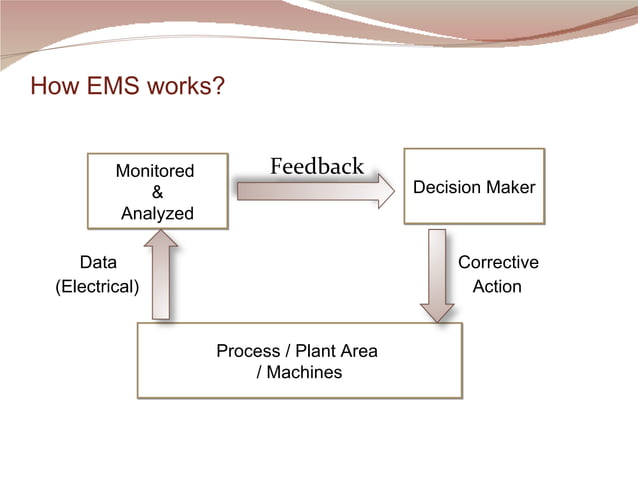 How EMS works?
Monitored
&
Analyzed
Feedback
Decision Maker
Data
(Electrical)
Corrective
Action
Process / Plant Area
/ Machines